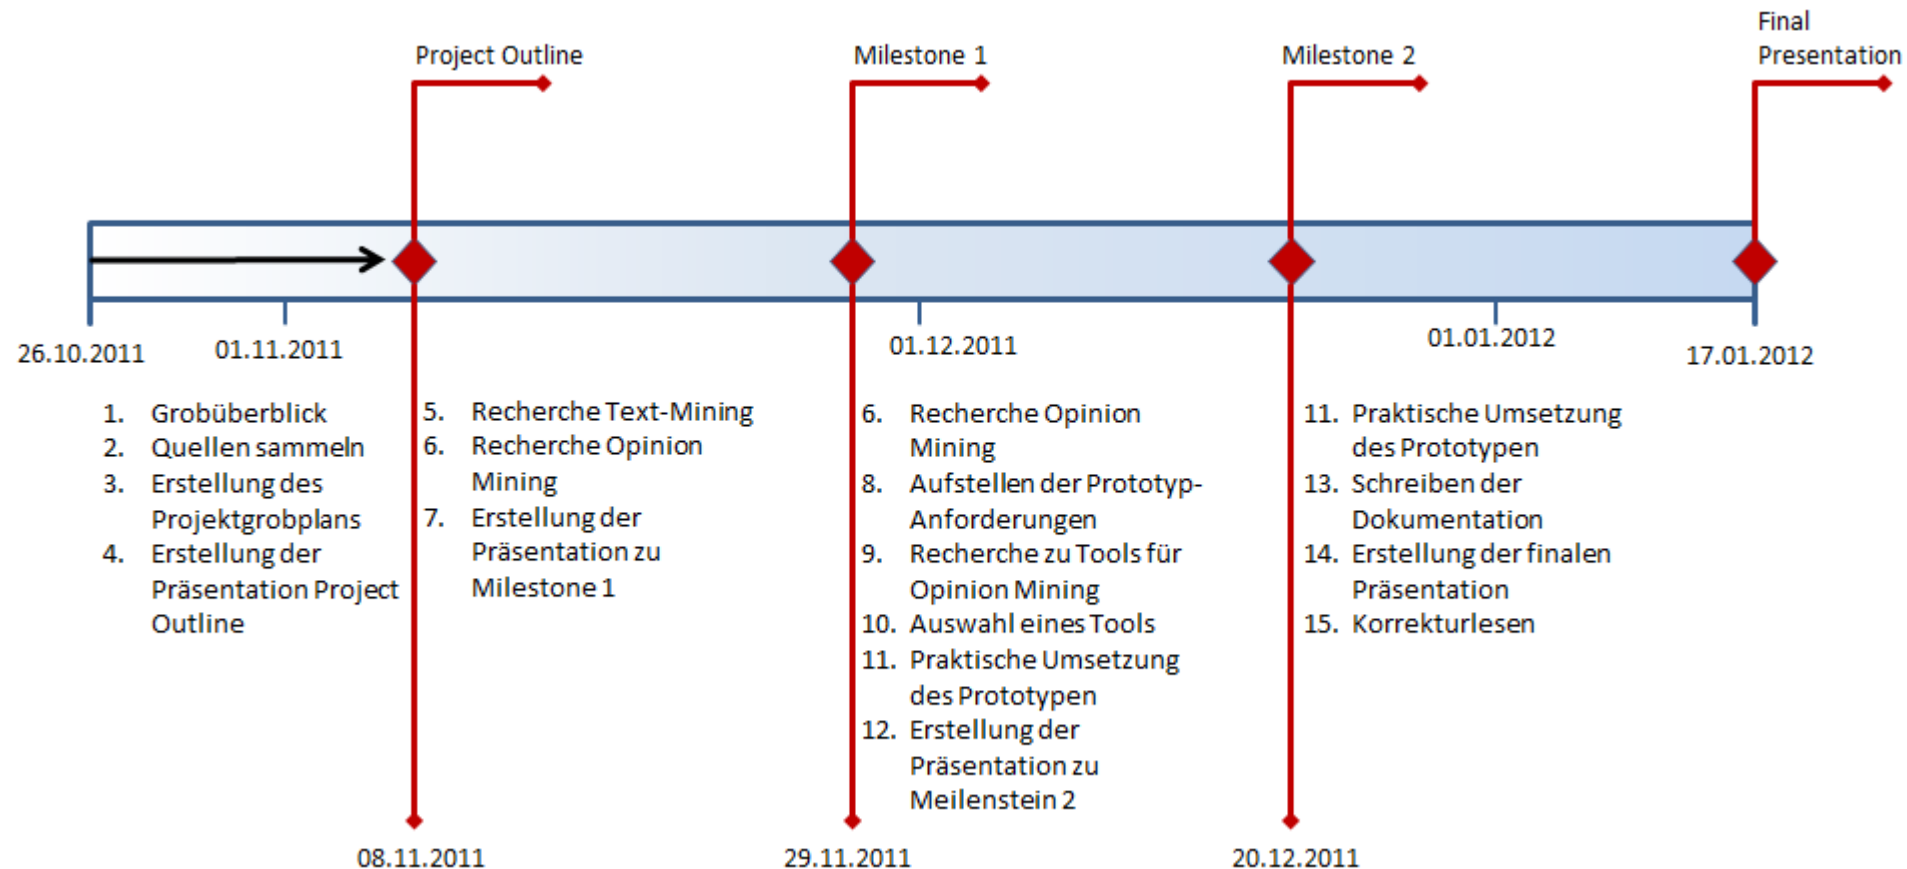 Project Outline
Milestone 1
Milestone 2
Final
Presentation
26.10.2011
01.11.2011
01.12.2011
01.01.2012
17.01.2012
1. Grobüberblick
2. Quellen sammeln
3. Erstellung des
Projektgrobplans
4. Erstellung der
Präsentation Project
Outline
5. Recherche Text-Mining
6. Recherche Opinion
Mining
7. Erstellung der
Präsentation zu
Milestone 1
6. Recherche Opinion
Mining
8. Aufstellen der Prototyp-
Anforderungen
9. Recherche zu Tools für
Opinion Mining
10. Auswahl eines Tools
11. Praktische Umsetzung
des Prototypen
12. Erstellung der
Präsentation zu
Meilenstein 2
11. Praktische Umsetzung
des Prototypen
13. Schreiben der
Dokumentation
14. Erstellung der finalen
Präsentation
15. Korrekturlesen
08.11.2011
29.11.2011
20.12.2011